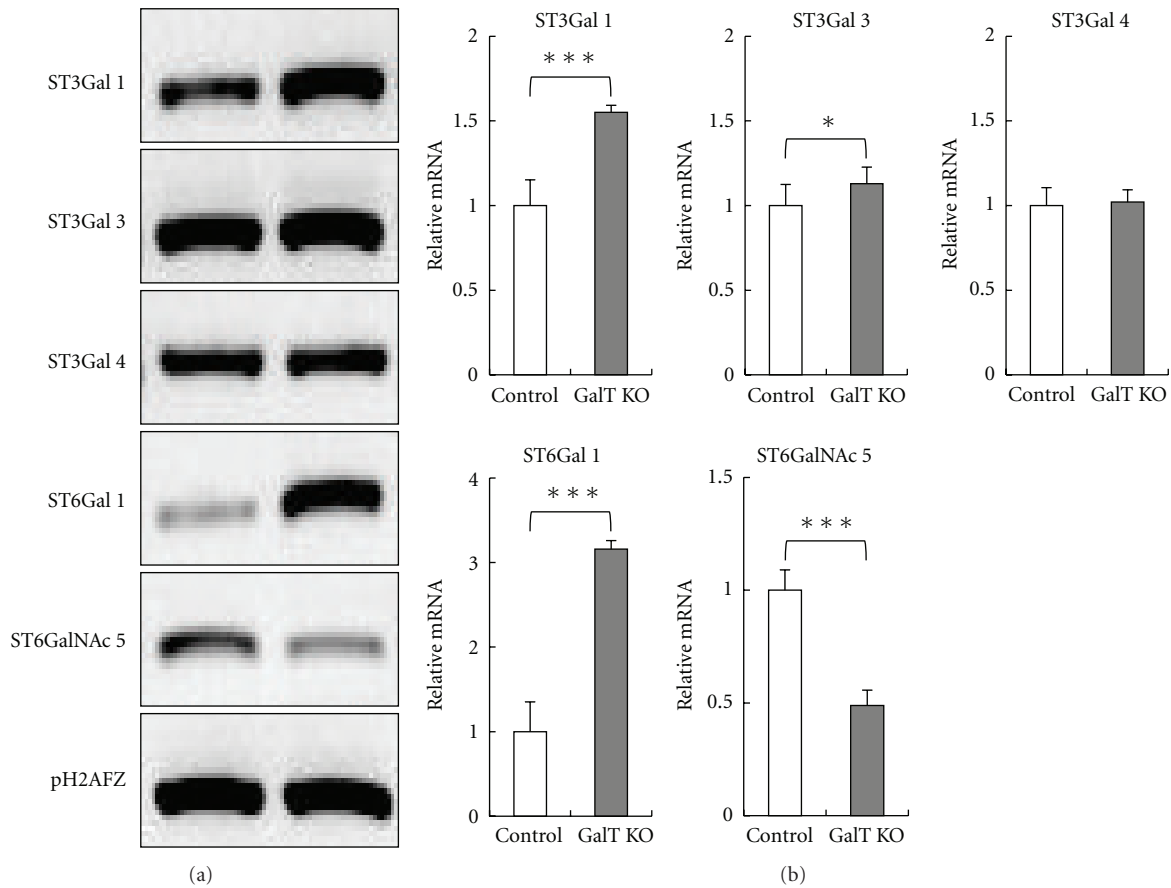 ST3Gal 1
ST3Gal 3
ST3Gal 4
ST6Gal 1
ST6GalNAc 5
pH2AFZ
(a)
ST3Gal 1
2
1.5
1
0.5
0
Relative mRNA
* * *
Control GalT KO
ST3Gal 3
2
1.5
1
0.5
0
Relative mRNA
*
Control GalT KO
ST3Gal 4
2
1.5
1
0.5
0
Relative mRNA
Control GalT KO
ST6Gal 1
4
3
2
1
0
Relative mRNA
* * *
Control GalT KO
ST6GalNAc 5
1.5
1
0.5
0
Relative mRNA
* * *
Control GalT KO
(b)